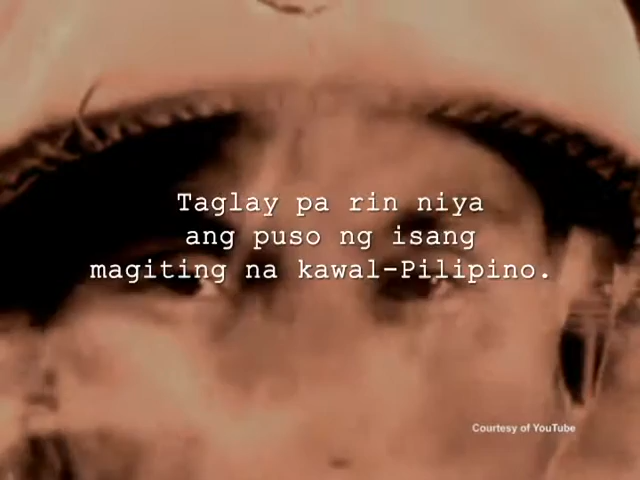 Taglay pa rin niya
ang puso ng isang
magiting na kawal-Pilipino.
Courtesy of YouTube